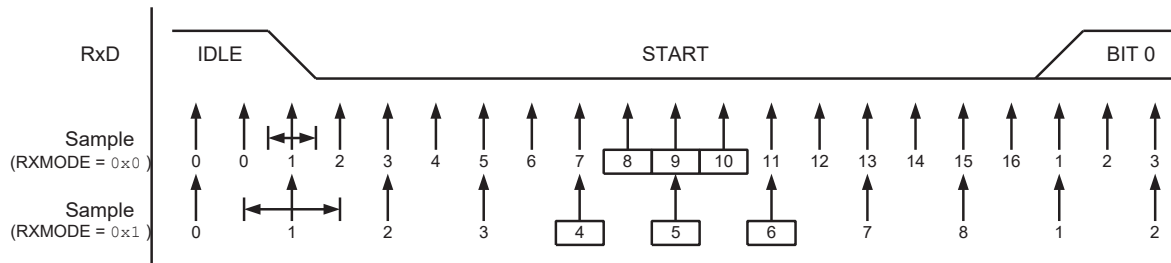 RxD IDLE START BIT 0
Sample
(RXMODE = 0x0 ) 0 0 1 2 3 4 5 6 7 8 9 10 11 12 13 14 15 16 1 2 3
Sample
(RXMODE = 0x1 ) 0 1 2 3 4 5 6 7 8 1 2